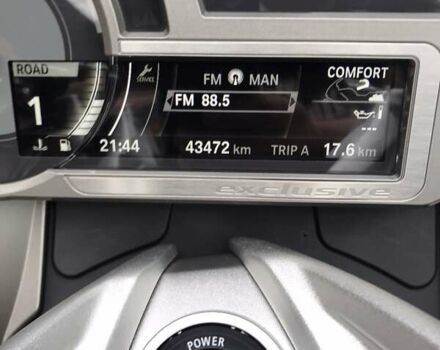 ROAD
SERVICE
FM MAN
COMFORT
FM 88.5
1
---
21:44
43472 km
TRIP A 17.6 km
exclusive
POWER